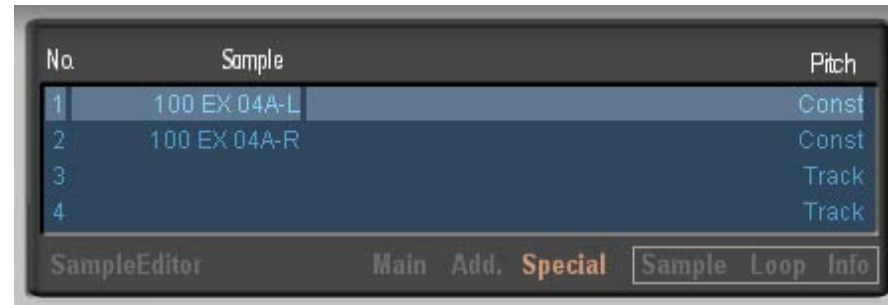 No. Sample Pitch
1 100 EX 04A-L Const
2 100 EX 04A-R Const
3 Track
4 Track
SampleEditor Main Add. Special Sample Loop Info